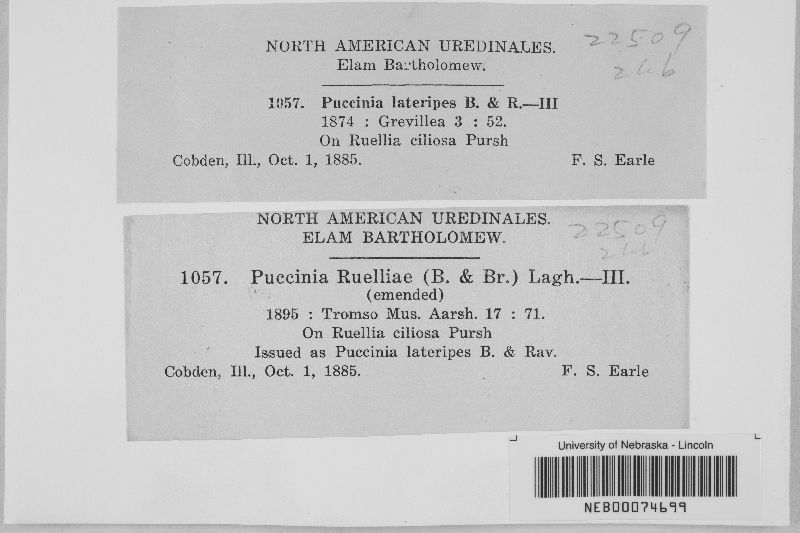 NORTH AMERICAN UREDINALES.
Elam Bartholomew.
22509
246
1057. Puccinia lateripes B. & R.—III
1874 : Grevillea 3 : 52.
On Ruellia ciliosa Pursh
Cobden, Ill., Oct. 1, 1885. F. S. Earle
NORTH AMERICAN UREDINALES.
ELAM BARTHOLOMEW.
22509
246
1057. Puccinia Ruelliae (B. & Br.) Lagh.—III.
(emended)
1895 : Tromso Mus. Aarsh. 17 : 71.
On Ruellia ciliosa Pursh
Issued as Puccinia lateripes B. & Rav.
Cobden, Ill., Oct. 1, 1885. F. S. Earle
University of Nebraska - Lincoln
NEB00074699